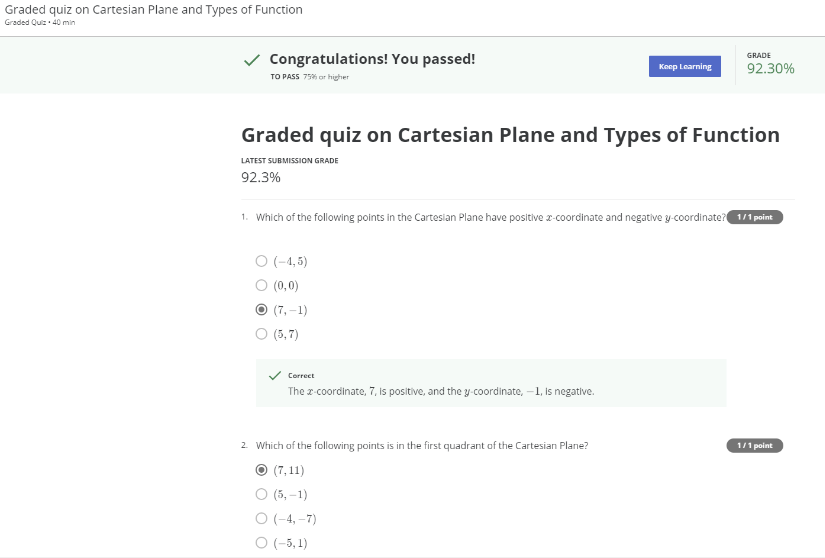 Graded quiz on Cartesian Plane and Types of Function
Graded Quiz • 40 min
Congratulations! You passed!
TO PASS 75% or higher
Keep Learning
GRADE
92.30%
Graded quiz on Cartesian Plane and Types of Function
LATEST SUBMISSION GRADE
92.3%
1. Which of the following points in the Cartesian Plane have positive x-coordinate and negative y-coordinate? 1 / 1 point
(−4, 5)
(0, 0)
(7, −1)
(5, 7)
Correct
The x-coordinate, 7, is positive, and the y-coordinate, −1, is negative.
2. Which of the following points is in the first quadrant of the Cartesian Plane? 1 / 1 point
(7, 11)
(5, −1)
(−4, −7)
(−5, 1)